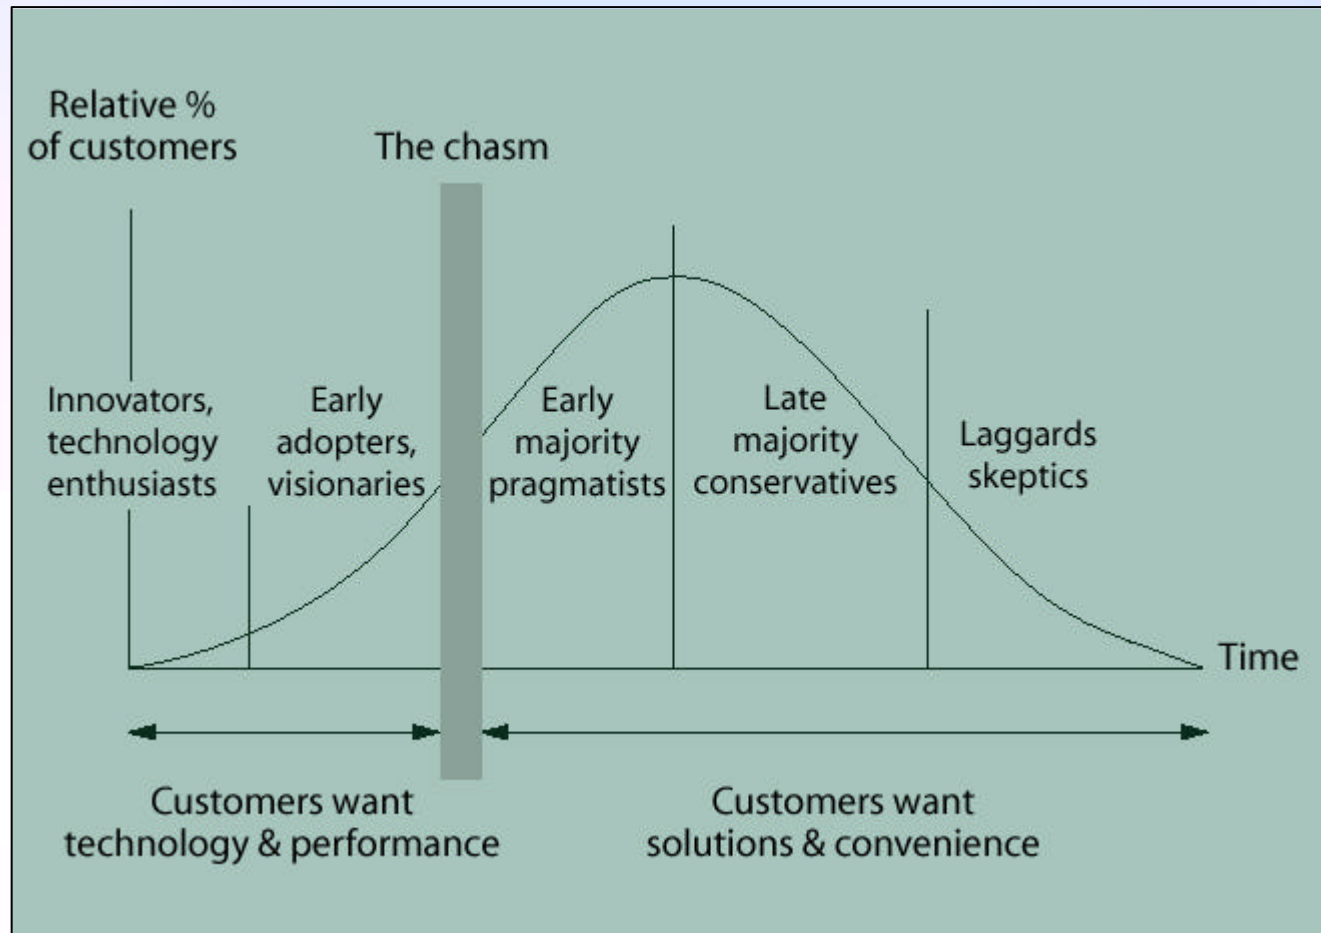 Relative %
of customers
The chasm
Innovators,
technology
enthusiasts
Early
adopters,
visionaries
Early
majority
pragmatists
Late
majority
conservatives
Laggards
skeptics
Time
Customers want
technology & performance
Customers want
solutions & convenience